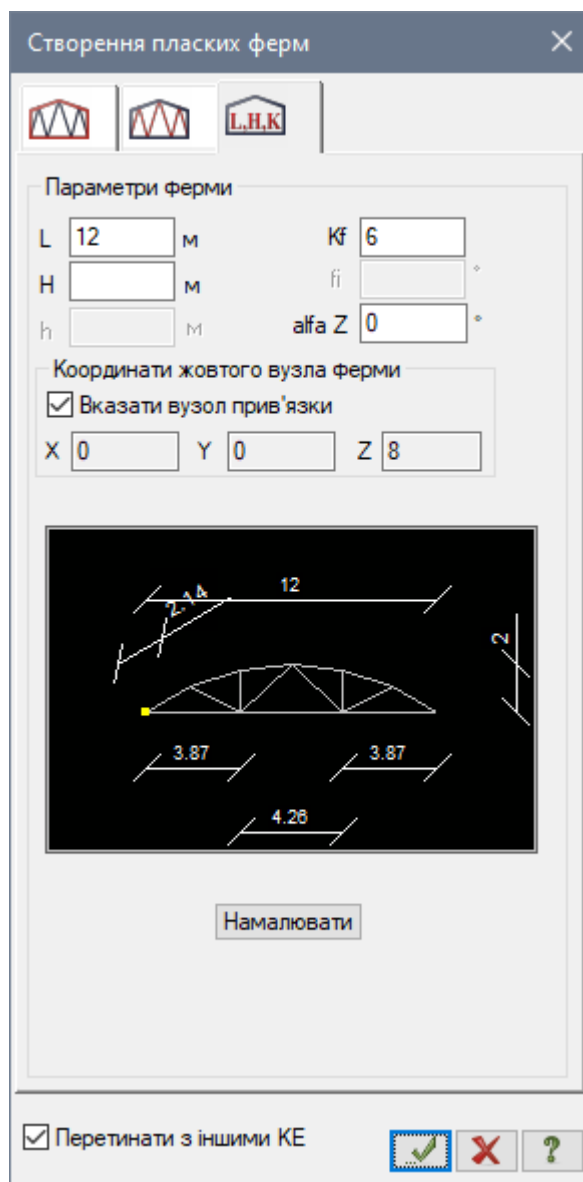 Створення плоских ферм
L,H,K
Параметри ферми
L 12 м Kf 6
H м fi °
h м alfa Z 0 °
Координати жовтого вузла ферми
Вказати вузол прив'язки
X 0 Y 0 Z 8
12
2.14
2
3.87 3.87
4.26
Намалювати
Перетинати з іншими КЕ
?